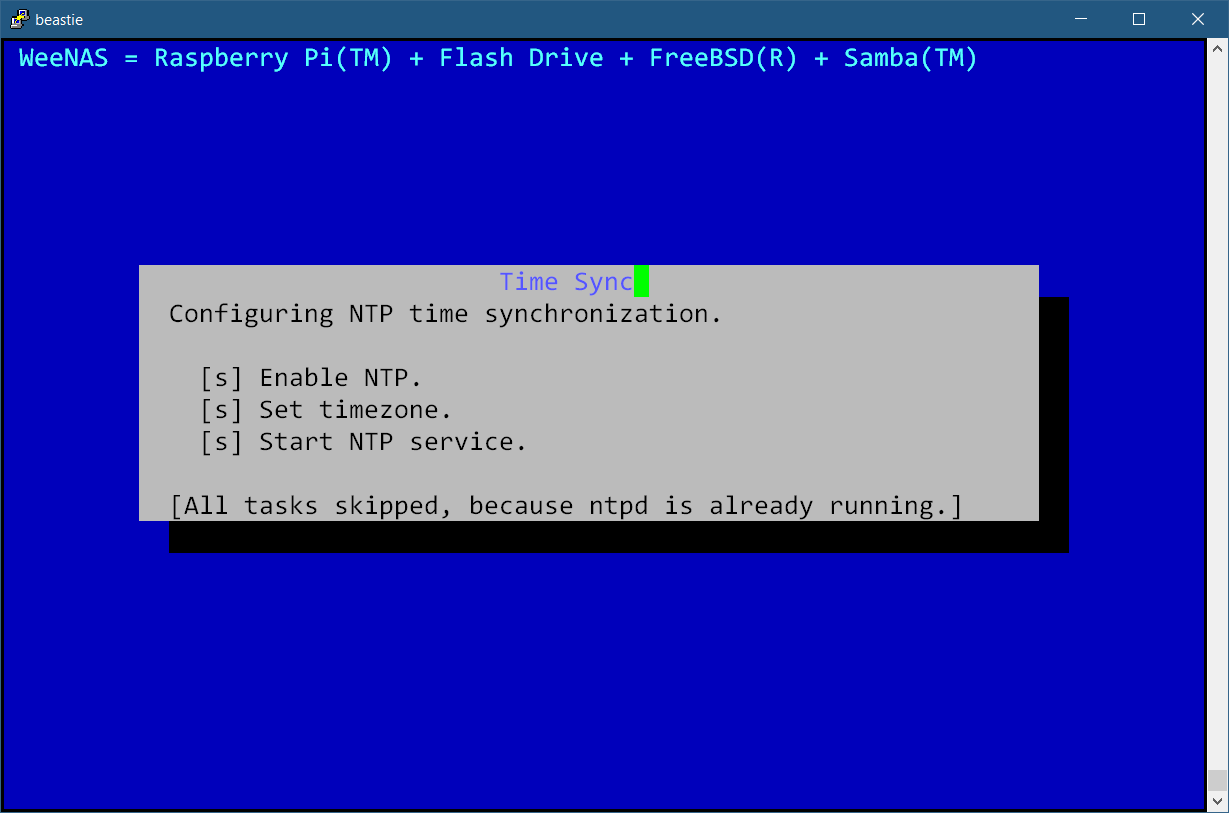 beastie
WeeNAS = Raspberry Pi(TM) + Flash Drive + FreeBSD(R) + Samba(TM)
Time Sync
Configuring NTP time synchronization.
[s] Enable NTP.
[s] Set timezone.
[s] Start NTP service.
[All tasks skipped, because ntpd is already running.]